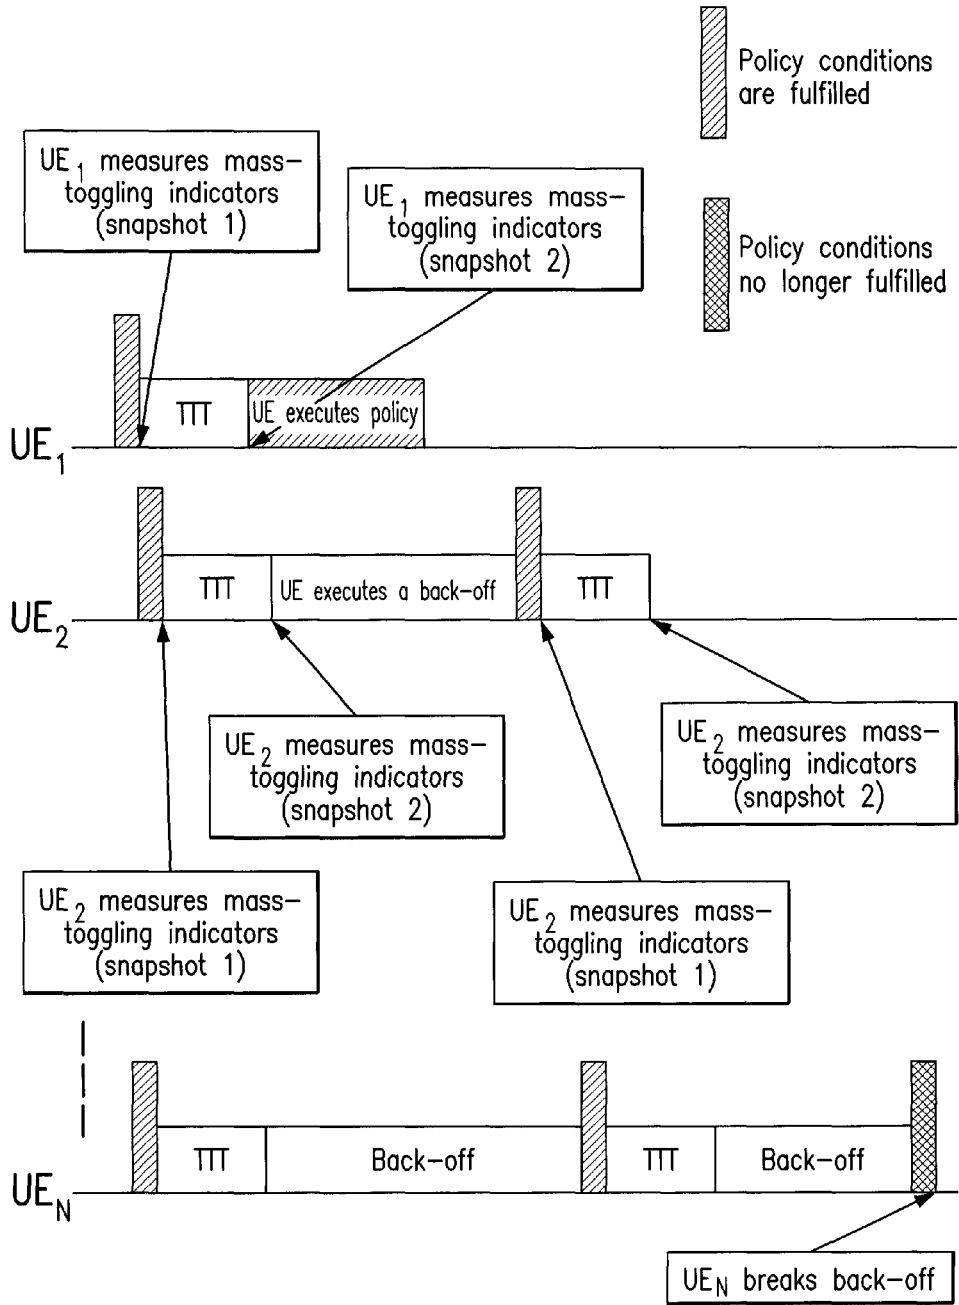 Policy conditions
are fulfilled
UE1 measures mass–
toggling indicators
(snapshot 1)
UE1 measures mass–
toggling indicators
(snapshot 2)
Policy conditions
no longer fulfilled
TTT
UE executes policy
UE1
TTT
UE executes a back–off
TTT
UE2
UE2 measures mass–
toggling indicators
(snapshot 2)
UE2 measures mass–
toggling indicators
(snapshot 2)
UE2 measures mass–
toggling indicators
(snapshot 1)
UE2 measures mass–
toggling indicators
(snapshot 1)
TTT
Back–off
TTT
Back–off
UEN
UEN breaks back–off